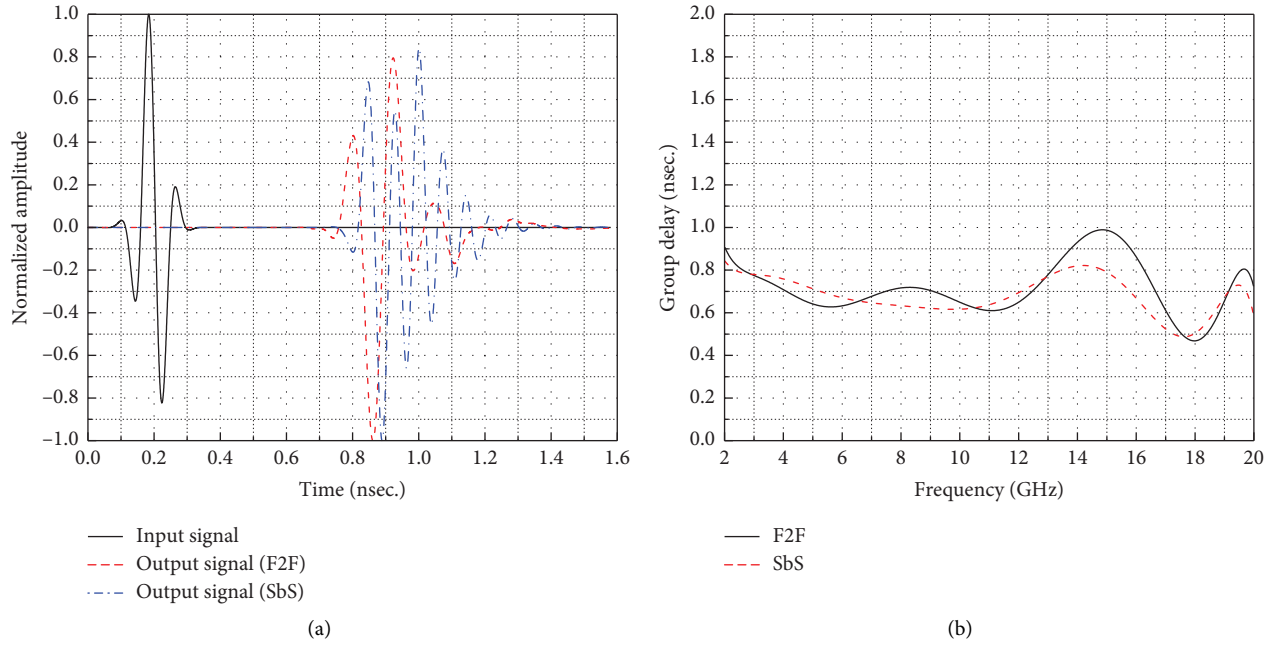 1.0
0.8
0.6
0.4
0.2
0.0
–0.2
–0.4
–0.6
–0.8
–1.0
Normalized amplitude
0.0 0.2 0.4 0.6 0.8 1.0 1.2 1.4 1.6
Time (nsec.)
Input signal
Output signal (F2F)
Output signal (SbS)
(a)
2.0
1.8
1.6
1.4
1.2
1.0
0.8
0.6
0.4
0.2
0.0
Group delay (nsec.)
2 4 6 8 10 12 14 16 18 20
Frequency (GHz)
F2F
SbS
(b)